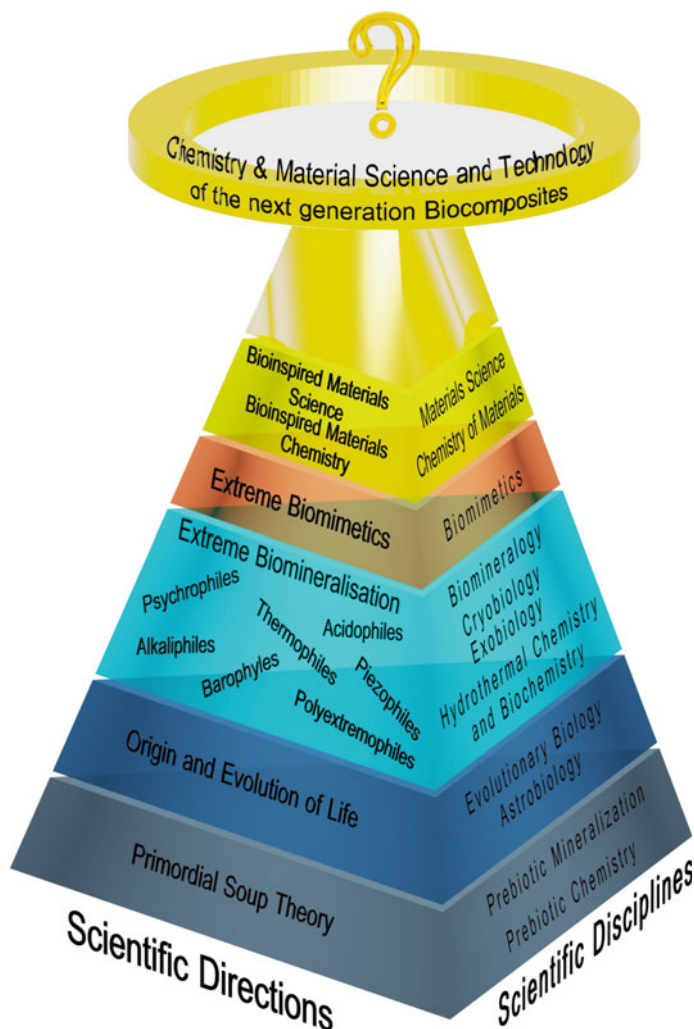 ?
Chemistry & Material Science and Technology
of the next generation Biocomposites
Bioinspired Materials
Science
Bioinspired Materials
Chemistry
Materials Science
Chemistry of Materials
Extreme Biomimetics
Biomimetics
Extreme Biomineralisation
Psychrophiles
Acidophiles
Thermophiles
Alkaliphiles
Barophyles
Piezophiles
Polyextremophiles
Biomineralogy
Cryobiology
Exobiology
Hydrothermal Chemistry
and Biochemistry
Origin and Evolution of Life
Evolutionary Biology
Astrobiology
Primordial Soup Theory
Prebiotic Mineralization
Prebiotic Chemistry
Scientific Directions
Scientific Disciplines